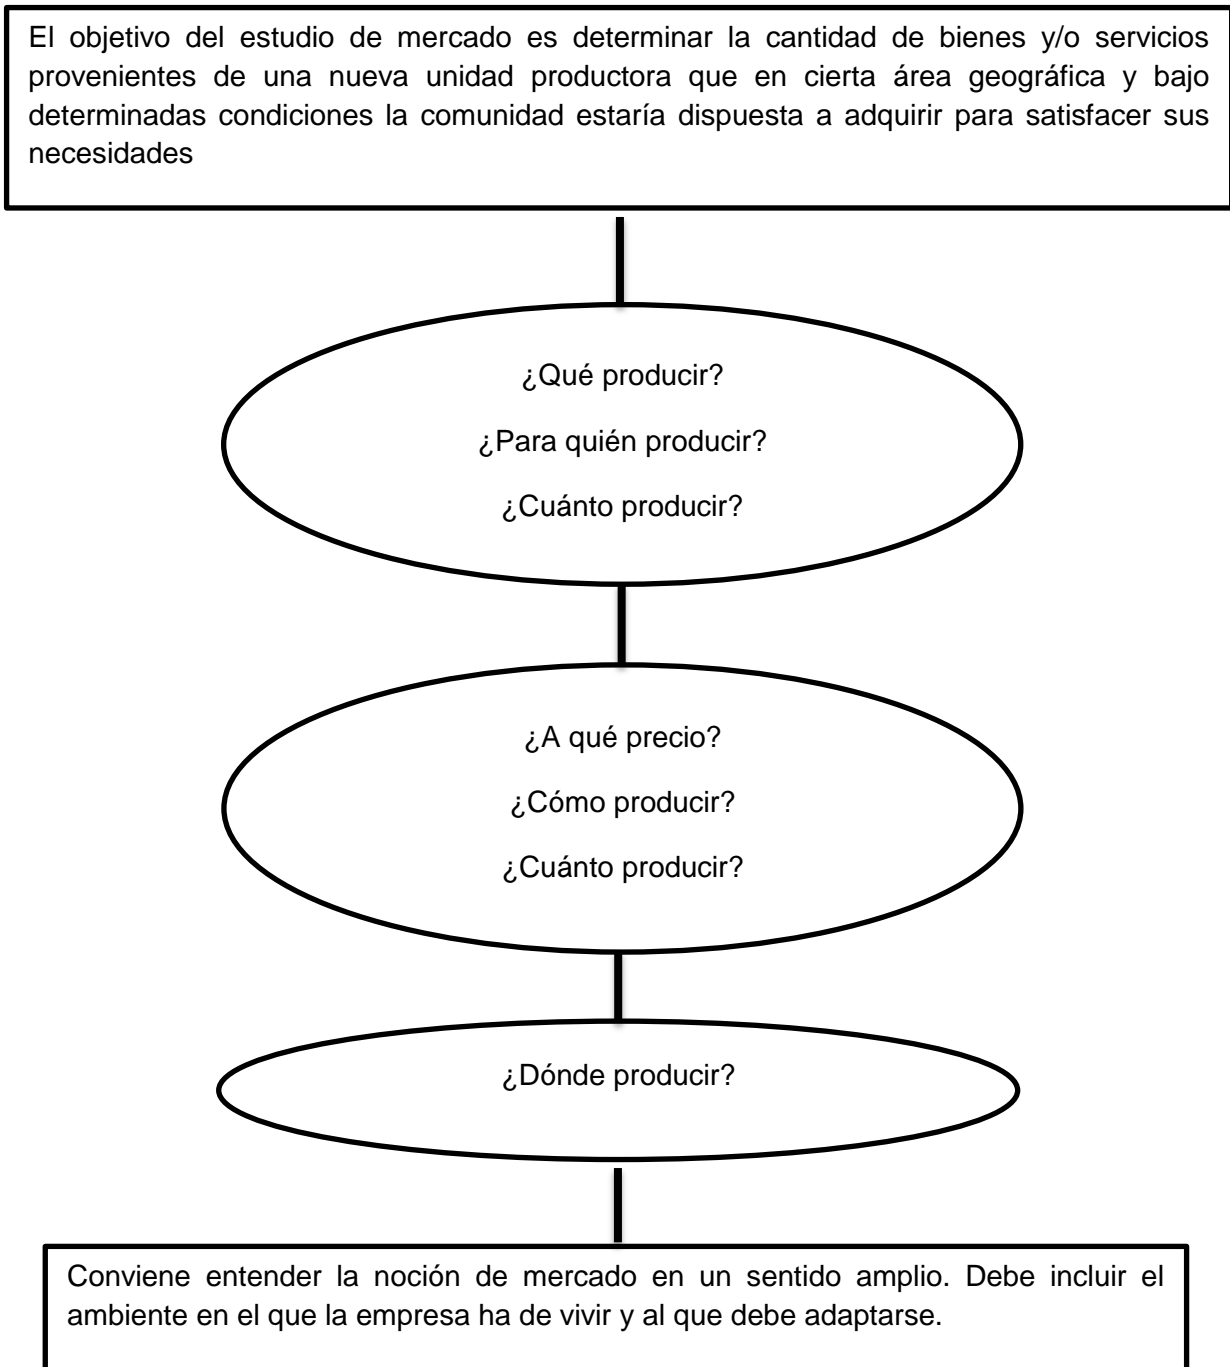 El objetivo del estudio de mercado es determinar la cantidad de bienes y/o servicios
provenientes de una nueva unidad productora que en cierta área geográfica y bajo
determinadas condiciones la comunidad estaría dispuesta a adquirir para satisfacer sus
necesidades
¿Qué producir?
¿Para quién producir?
¿Cuánto producir?
¿A qué precio?
¿Cómo producir?
¿Cuánto producir?
¿Dónde producir?
Conviene entender la noción de mercado en un sentido amplio. Debe incluir el
ambiente en el que la empresa ha de vivir y al que debe adaptarse.